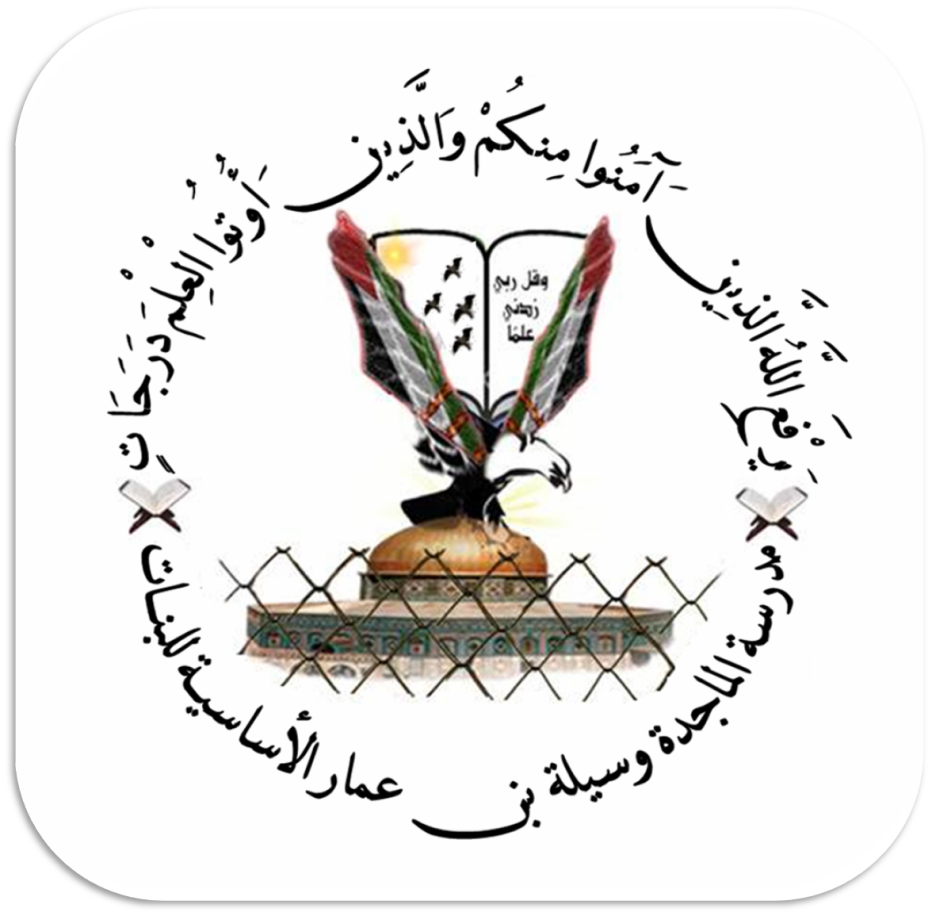 يَرْفَعِ اللَّهُ الَّذِينَ آمَنُوا مِنكُمْ وَالَّذِينَ أُوتُوا الْعِلْمَ دَرَجَاتٍ
وقل ربي
زدني
علما
مدرسة الماجدة وسيلة بن عمار الأساسية للبنات